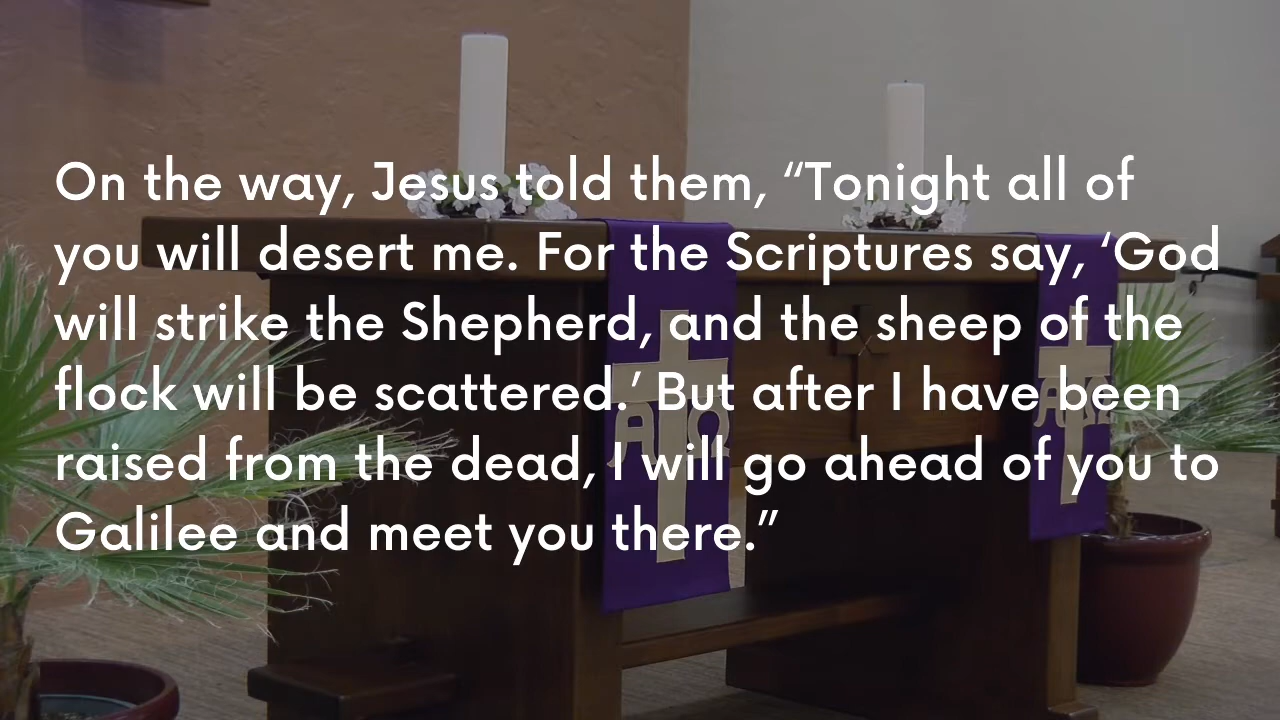 On the way, Jesus told them, “Tonight all of
you will desert me. For the Scriptures say, ‘God
will strike the Shepherd, and the sheep of the
flock will be scattered.’ But after I have been
raised from the dead, I will go ahead of you to
Galilee and meet you there.”
Α Ω
Α Ω